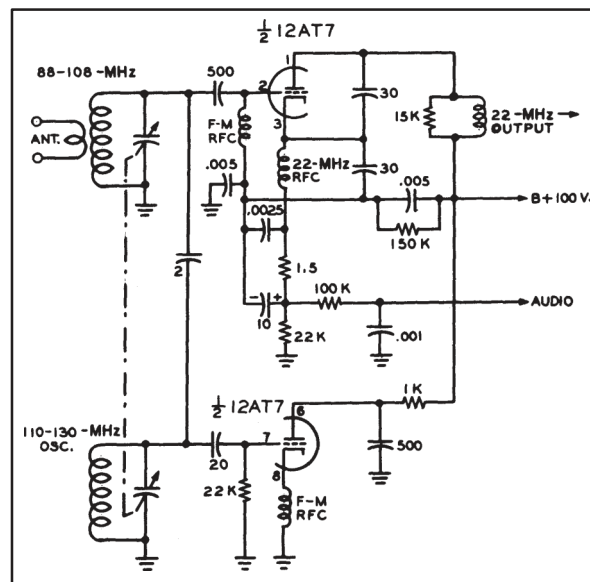 ½ 12AT7
88-108-MHz
ANT.
500
1
2
3
F-M
RFC
.005
30
30
15K
22-MHz
OUTPUT
22-MHz
RFC
.0025
.005
150K
B+100 V.
2
1.5
100K
AUDIO
- +
10
22K
.001
½ 12AT7
6
7
8
1K
110-130-MHz
OSC.
20
22K
500
F-M
RFC